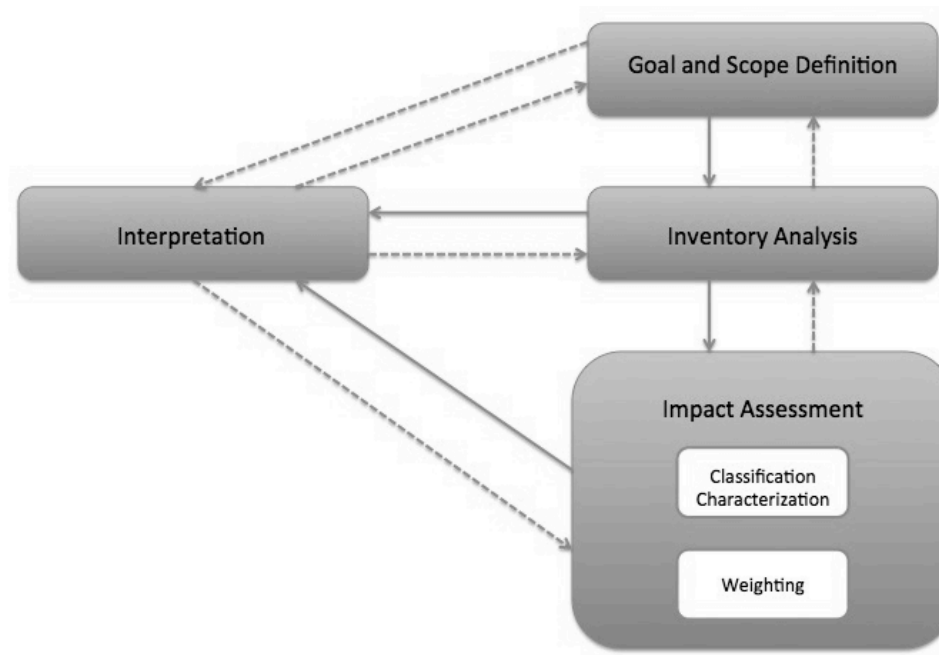 Goal and Scope Definition
Interpretation
Inventory Analysis
Impact Assessment
Classification
Characterization
Weighting